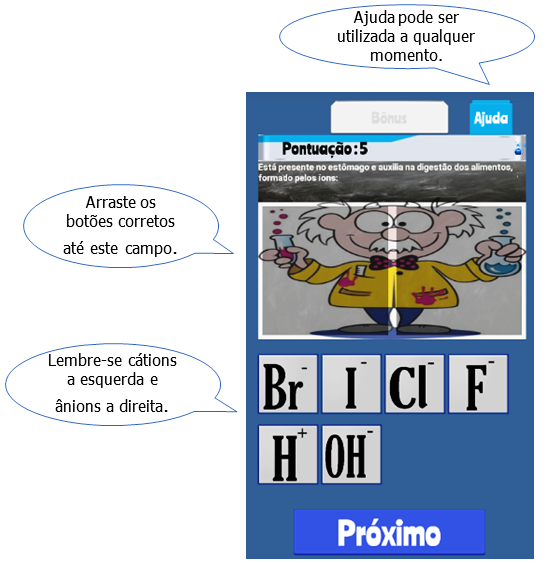 Ajuda pode ser
utilizada a qualquer
momento.
Bônus
Ajuda
Pontuação:5
Está presente no estômago e auxilia na digestão dos alimentos,
formado pelos íons:
Arraste os
botões corretos
até este campo.
Lembre-se cátions
a esquerda e
ânions a direita.
Br⁻ I⁻ Cl⁻ F⁻
H⁺ OH⁻
Próximo